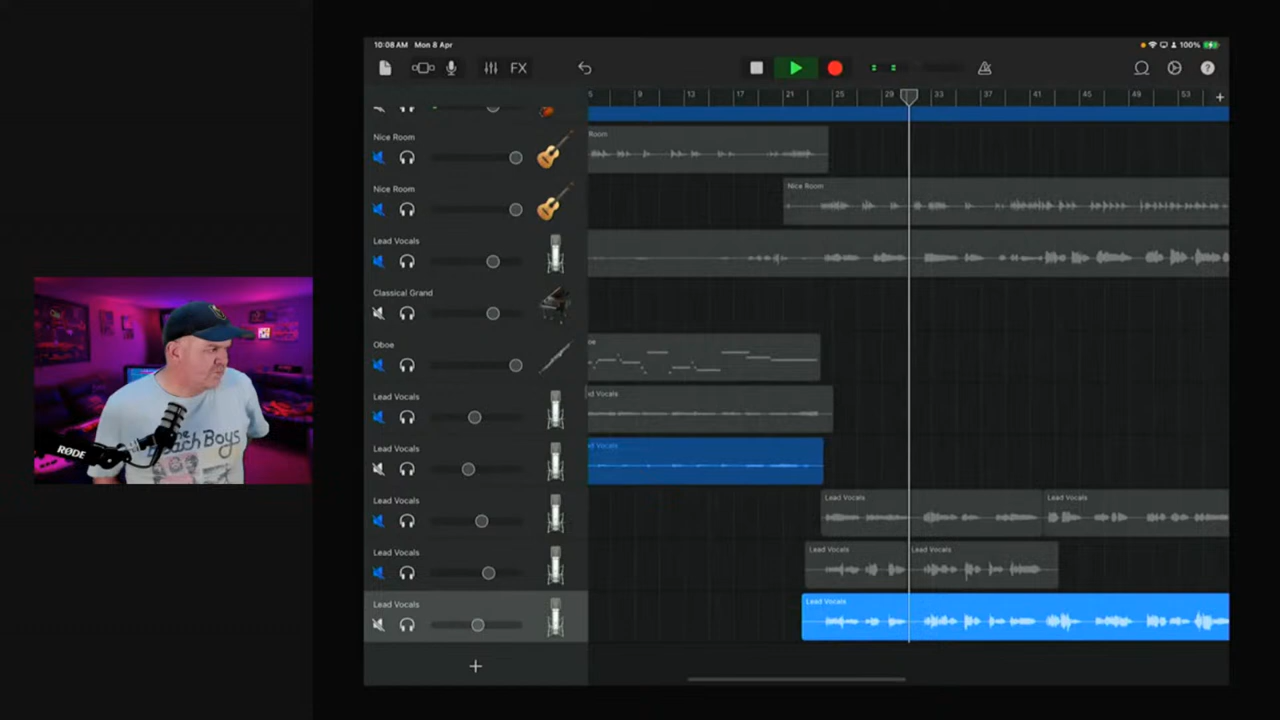 10:08 AM Mon 8 Apr
100%
FX
5 9 13 17 21 25 29 33 37 41 45 49 53
Nice Room
Room
Nice Room
Nice Room
Lead Vocals
Classical Grand
Oboe
Lead Vocals
Lead Vocals
Lead Vocals
Lead Vocals
Lead Vocals
Lead Vocals
Lead Vocals
Lead Vocals
Lead Vocals
Lead Vocals
RØDE
Beach Boys